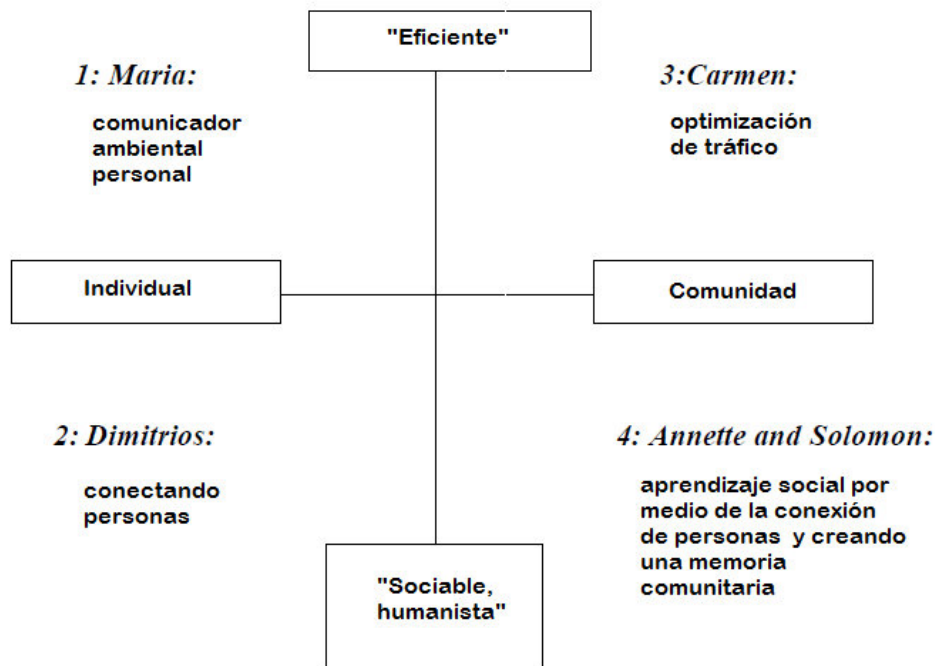 "Eficiente"
1: Maria:
comunicador
ambiental
personal
3:Carmen:
optimización
de tráfico
Individual
Comunidad
2: Dimitrios:
conectando
personas
4: Annette and Solomon:
aprendizaje social por
medio de la conexión
de personas y creando
una memoria
comunitaria
"Sociable,
humanista"